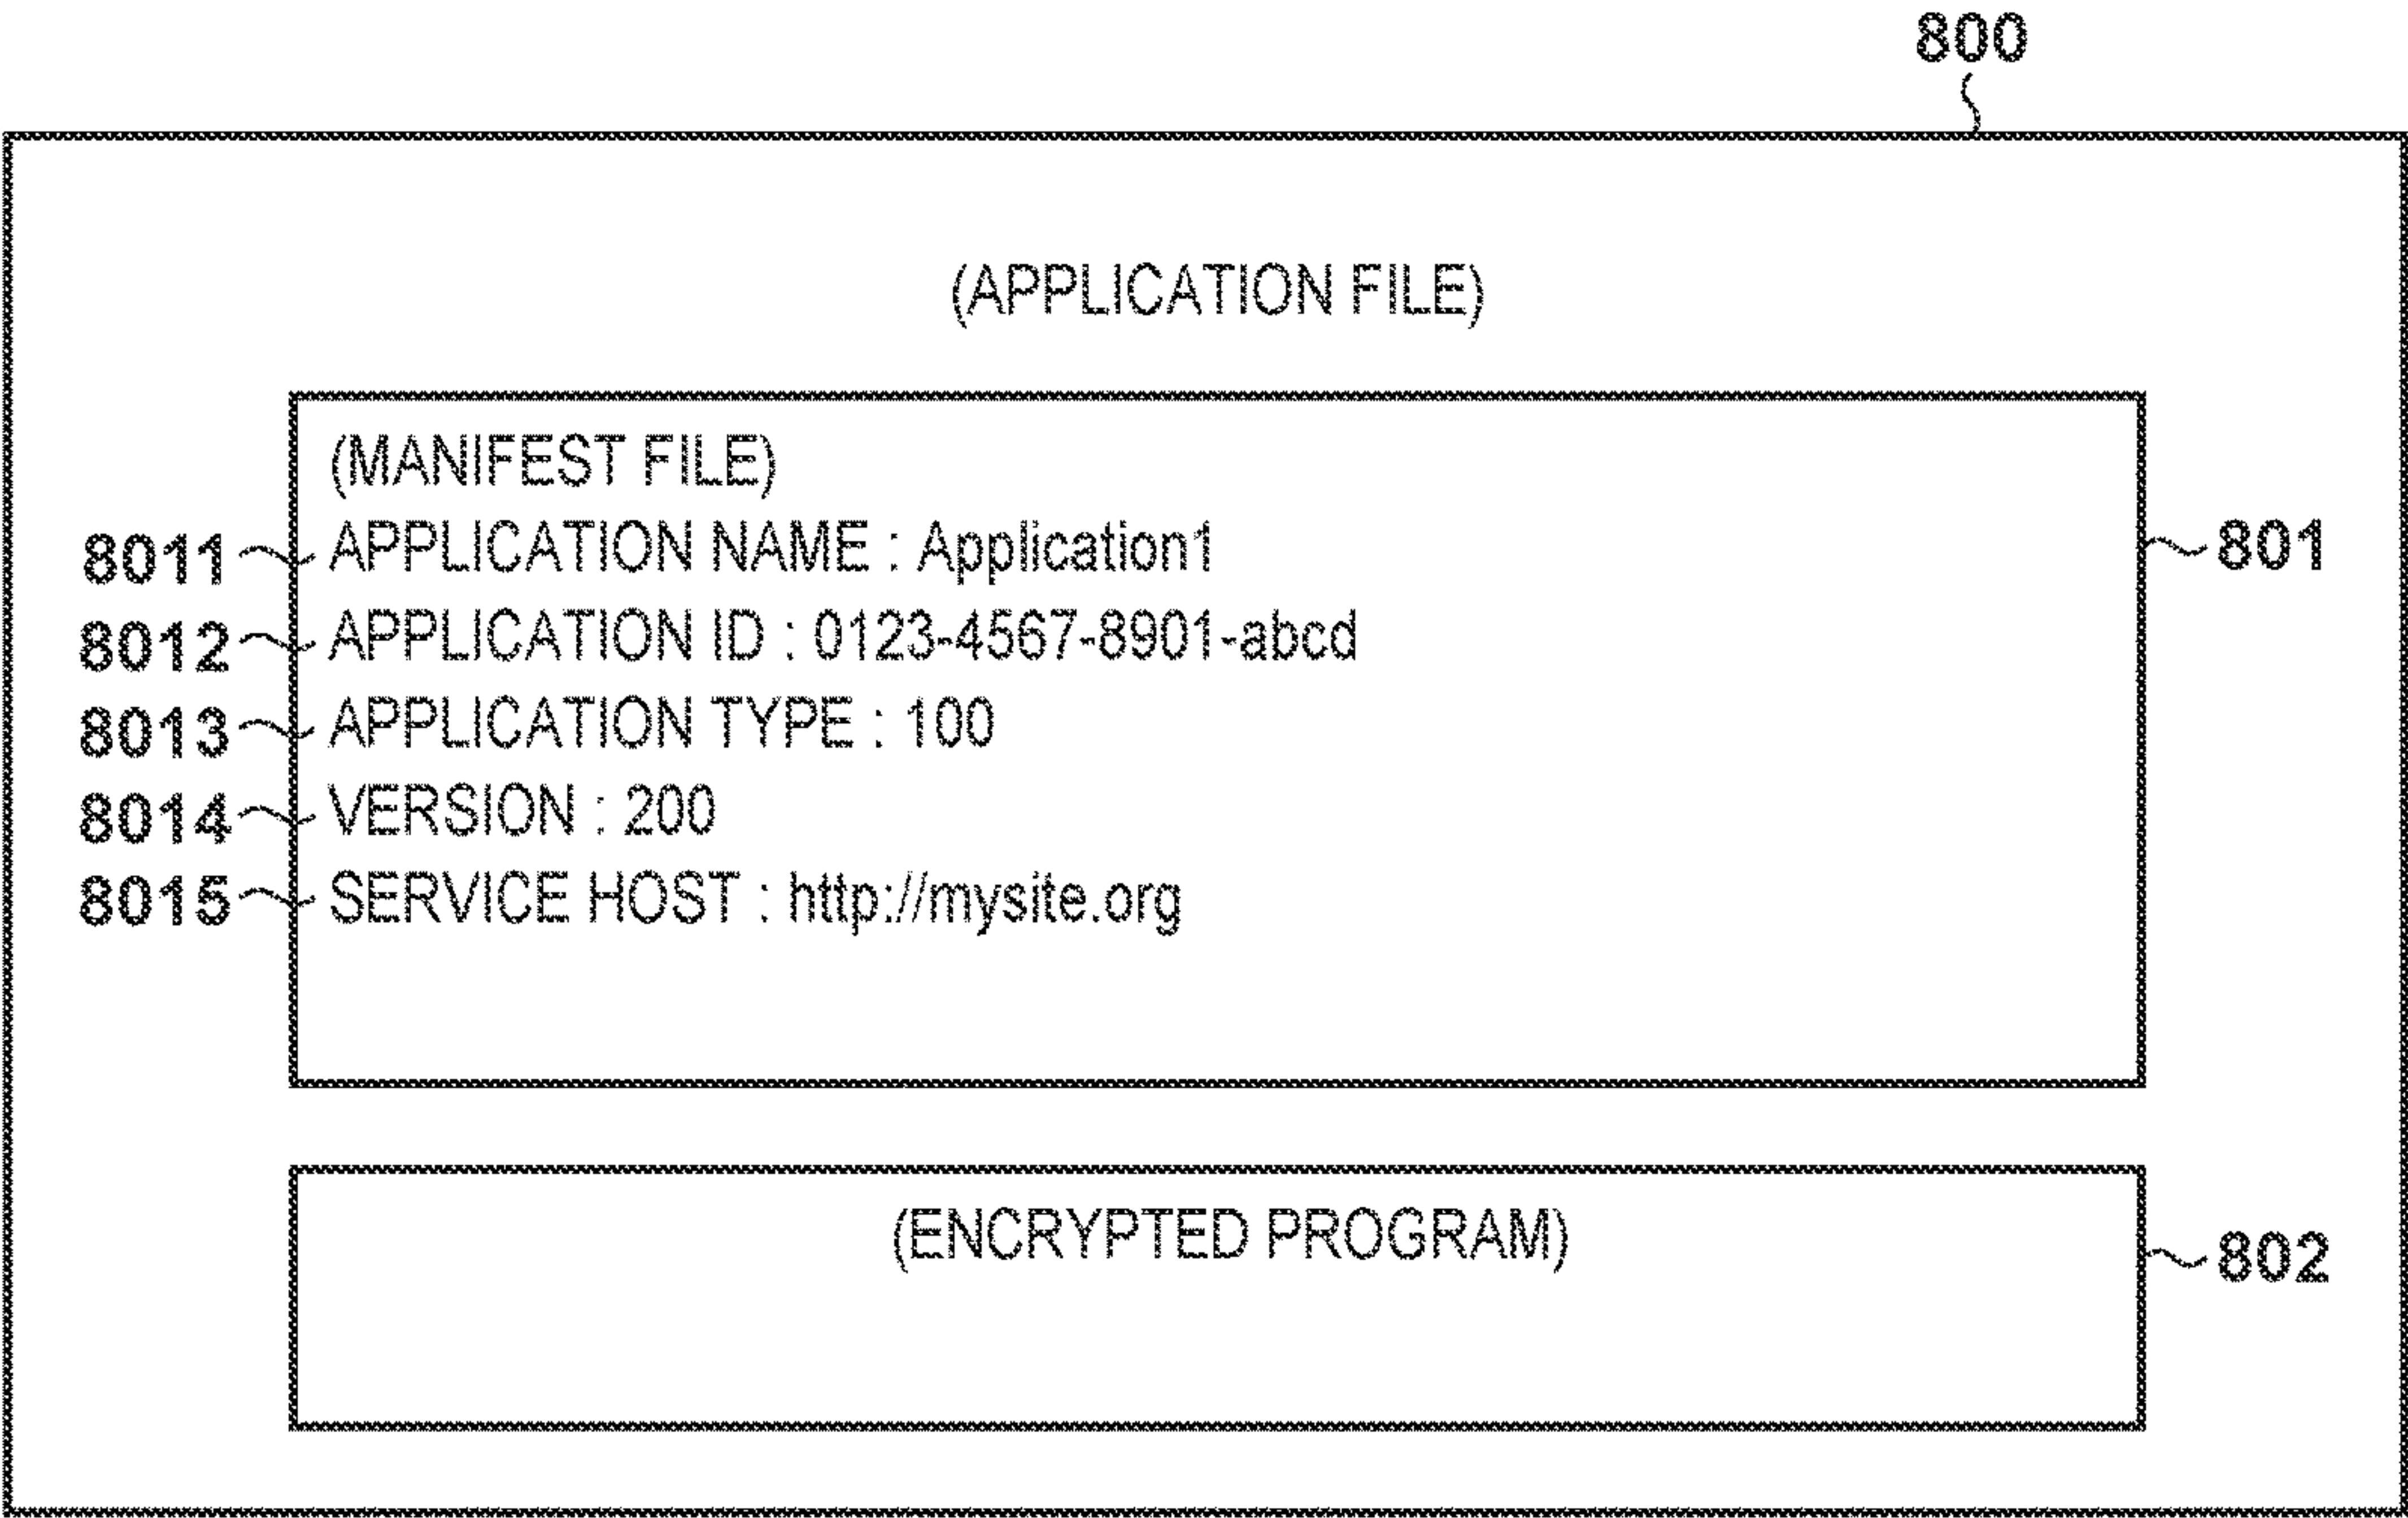 800
(APPLICATION FILE)
(MANIFEST FILE)
8011 APPLICATION NAME : Application1 801
8012 APPLICATION ID : 0123-4567-8901-abcd
8013 APPLICATION TYPE : 100
8014 VERSION : 200
8015 SERVICE HOST : http://mysite.org
(ENCRYPTED PROGRAM)
802